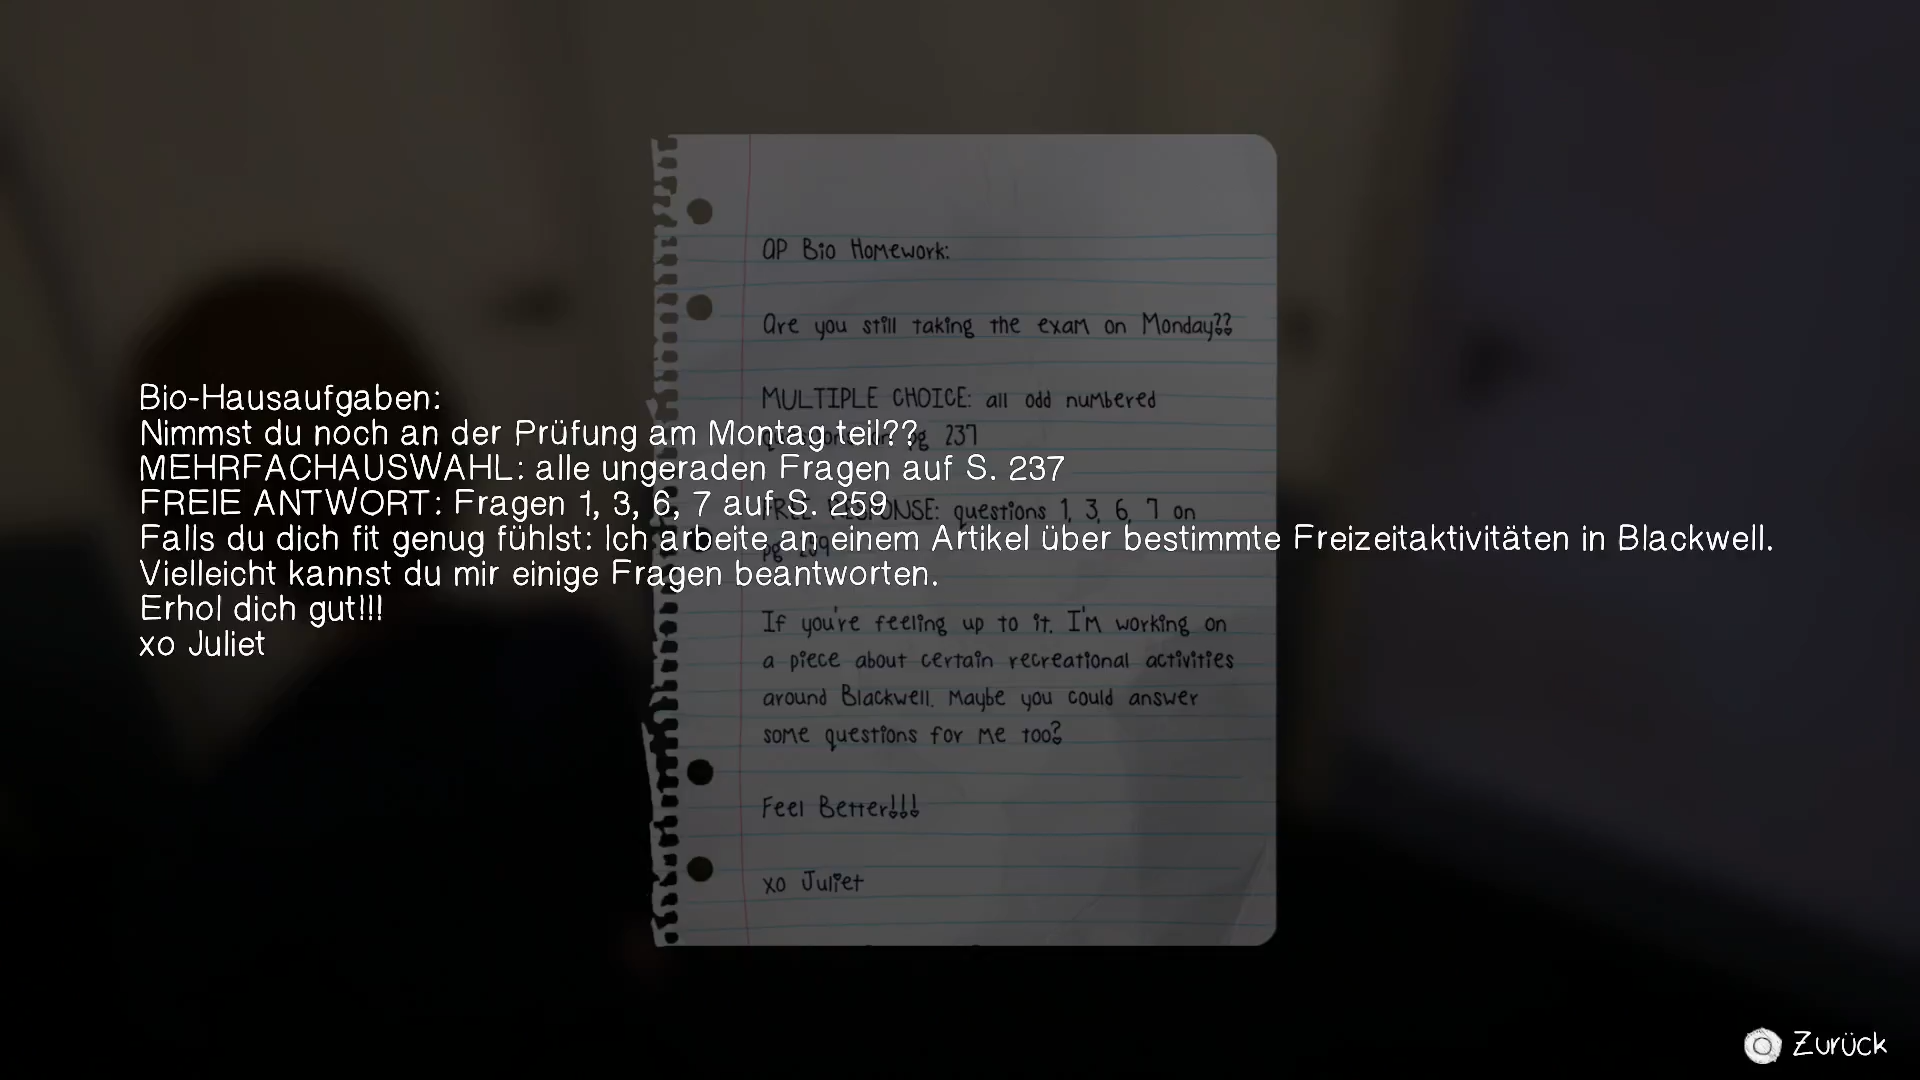 Bio-Hausaufgaben:
Nimmst du noch an der Prüfung am Montag teil??
MEHRFACHAUSWAHL: alle ungeraden Fragen auf S. 237
FREIE ANTWORT: Fragen 1, 3, 6, 7 auf S. 259
Falls du dich fit genug fühlst: Ich arbeite an einem Artikel über bestimmte Freizeitaktivitäten in Blackwell.
Vielleicht kannst du mir einige Fragen beantworten.
Erhol dich gut!!!
xo Juliet
AP Bio Homework:
Are you still taking the exam on Monday??
MULTIPLE CHOICE: all odd numbered
pg 237
FREE RESPONSE: questions 1, 3, 6, 7 on
pg 259
If you're feeling up to it. I'm working on
a piece about certain recreational activities
around Blackwell. Maybe you could answer
some questions for me too?
Feel Better!!!
xo Juliet
Zurück